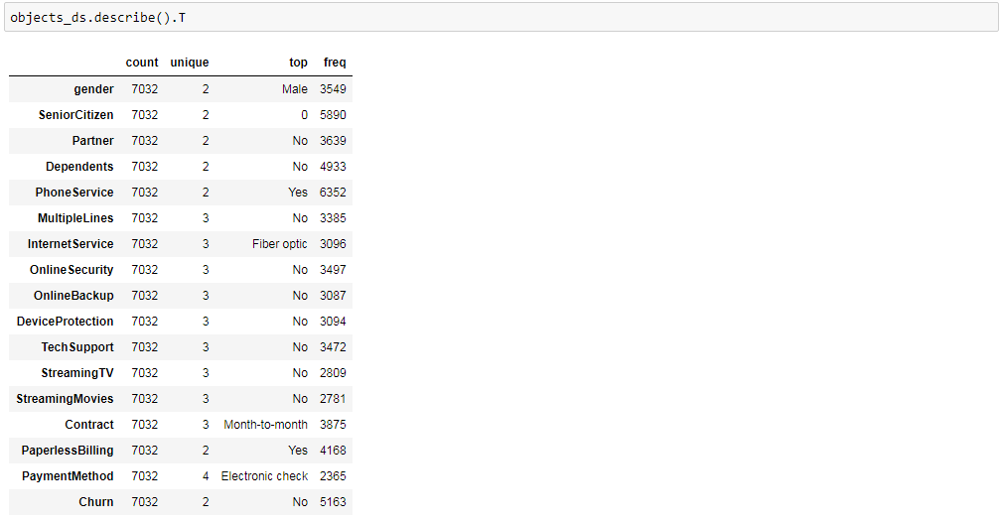 objects_ds.describe().T
count unique top freq
gender 7032 2 Male 3549
SeniorCitizen 7032 2 0 5890
Partner 7032 2 No 3639
Dependents 7032 2 No 4933
PhoneService 7032 2 Yes 6352
MultipleLines 7032 3 No 3385
InternetService 7032 3 Fiber optic 3096
OnlineSecurity 7032 3 No 3497
OnlineBackup 7032 3 No 3087
DeviceProtection 7032 3 No 3094
TechSupport 7032 3 No 3472
StreamingTV 7032 3 No 2809
StreamingMovies 7032 3 No 2781
Contract 7032 3 Month-to-month 3875
PaperlessBilling 7032 2 Yes 4168
PaymentMethod 7032 4 Electronic check 2365
Churn 7032 2 No 5163